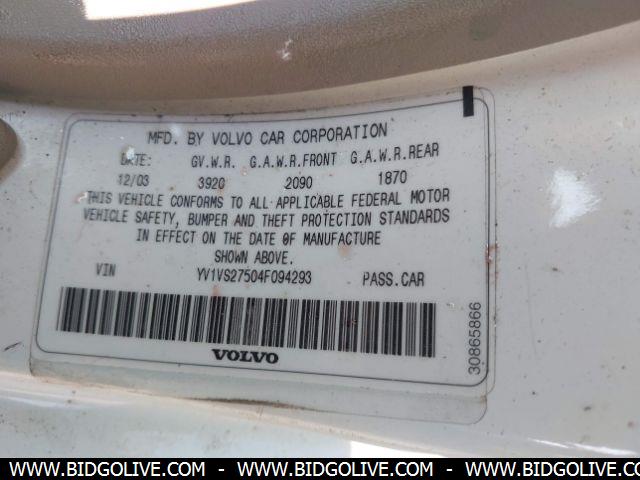 MFD. BY VOLVO CAR CORPORATION
DATE: GV.W.R. G.A.W.R.FRONT G.A.W.R.REAR
12/03 3920 2090 1870
THIS VEHICLE CONFORMS TO ALL APPLICABLE FEDERAL MOTOR
VEHICLE SAFETY, BUMPER AND THEFT PROTECTION STANDARDS
IN EFFECT ON THE DATE OF MANUFACTURE
SHOWN ABOVE.
VIN YV1VS27504F094293 PASS.CAR
VOLVO
30865866
WWW.BIDGOLIVE.COM - WWW.BIDGOLIVE.COM - WWW.BIDGOLIVE.COM